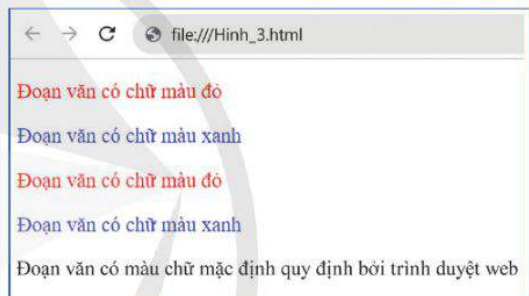 file:///Hinh_3.html
Đoạn văn có chữ màu đỏ
Đoạn văn có chữ màu xanh
Đoạn văn có chữ màu đỏ
Đoạn văn có chữ màu xanh
Đoạn văn có màu chữ mặc định quy định bởi trình duyệt web